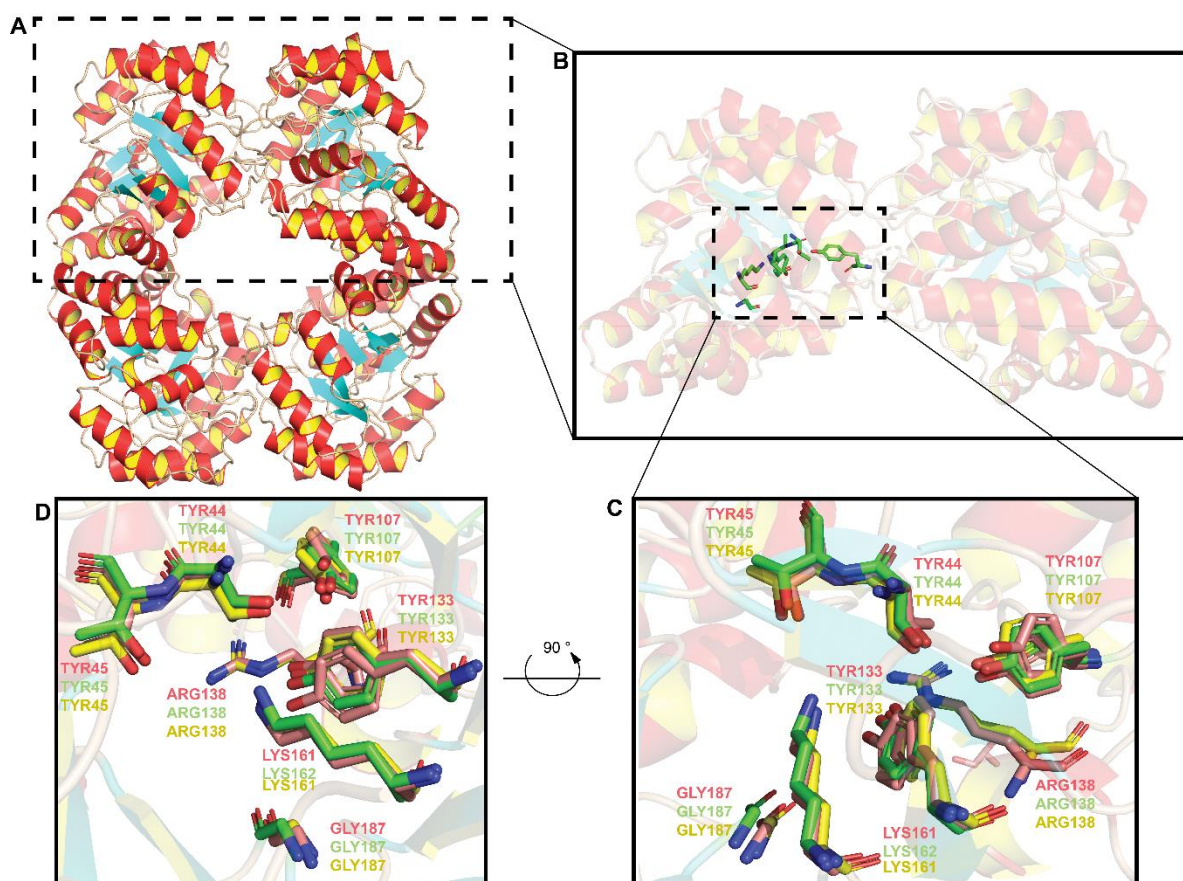 A
B
D
TYR44
TYR44
TYR44
TYR107
TYR107
TYR107
TYR133
TYR133
TYR133
TYR45
TYR45
TYR45
ARG138
ARG138
ARG138
LYS161
LYS162
LYS161
GLY187
GLY187
GLY187
90 °
C
TYR45
TYR45
TYR45
TYR44
TYR44
TYR44
TYR107
TYR107
TYR107
TYR133
TYR133
TYR133
GLY187
GLY187
GLY187
ARG138
ARG138
ARG138
LYS161
LYS162
LYS161